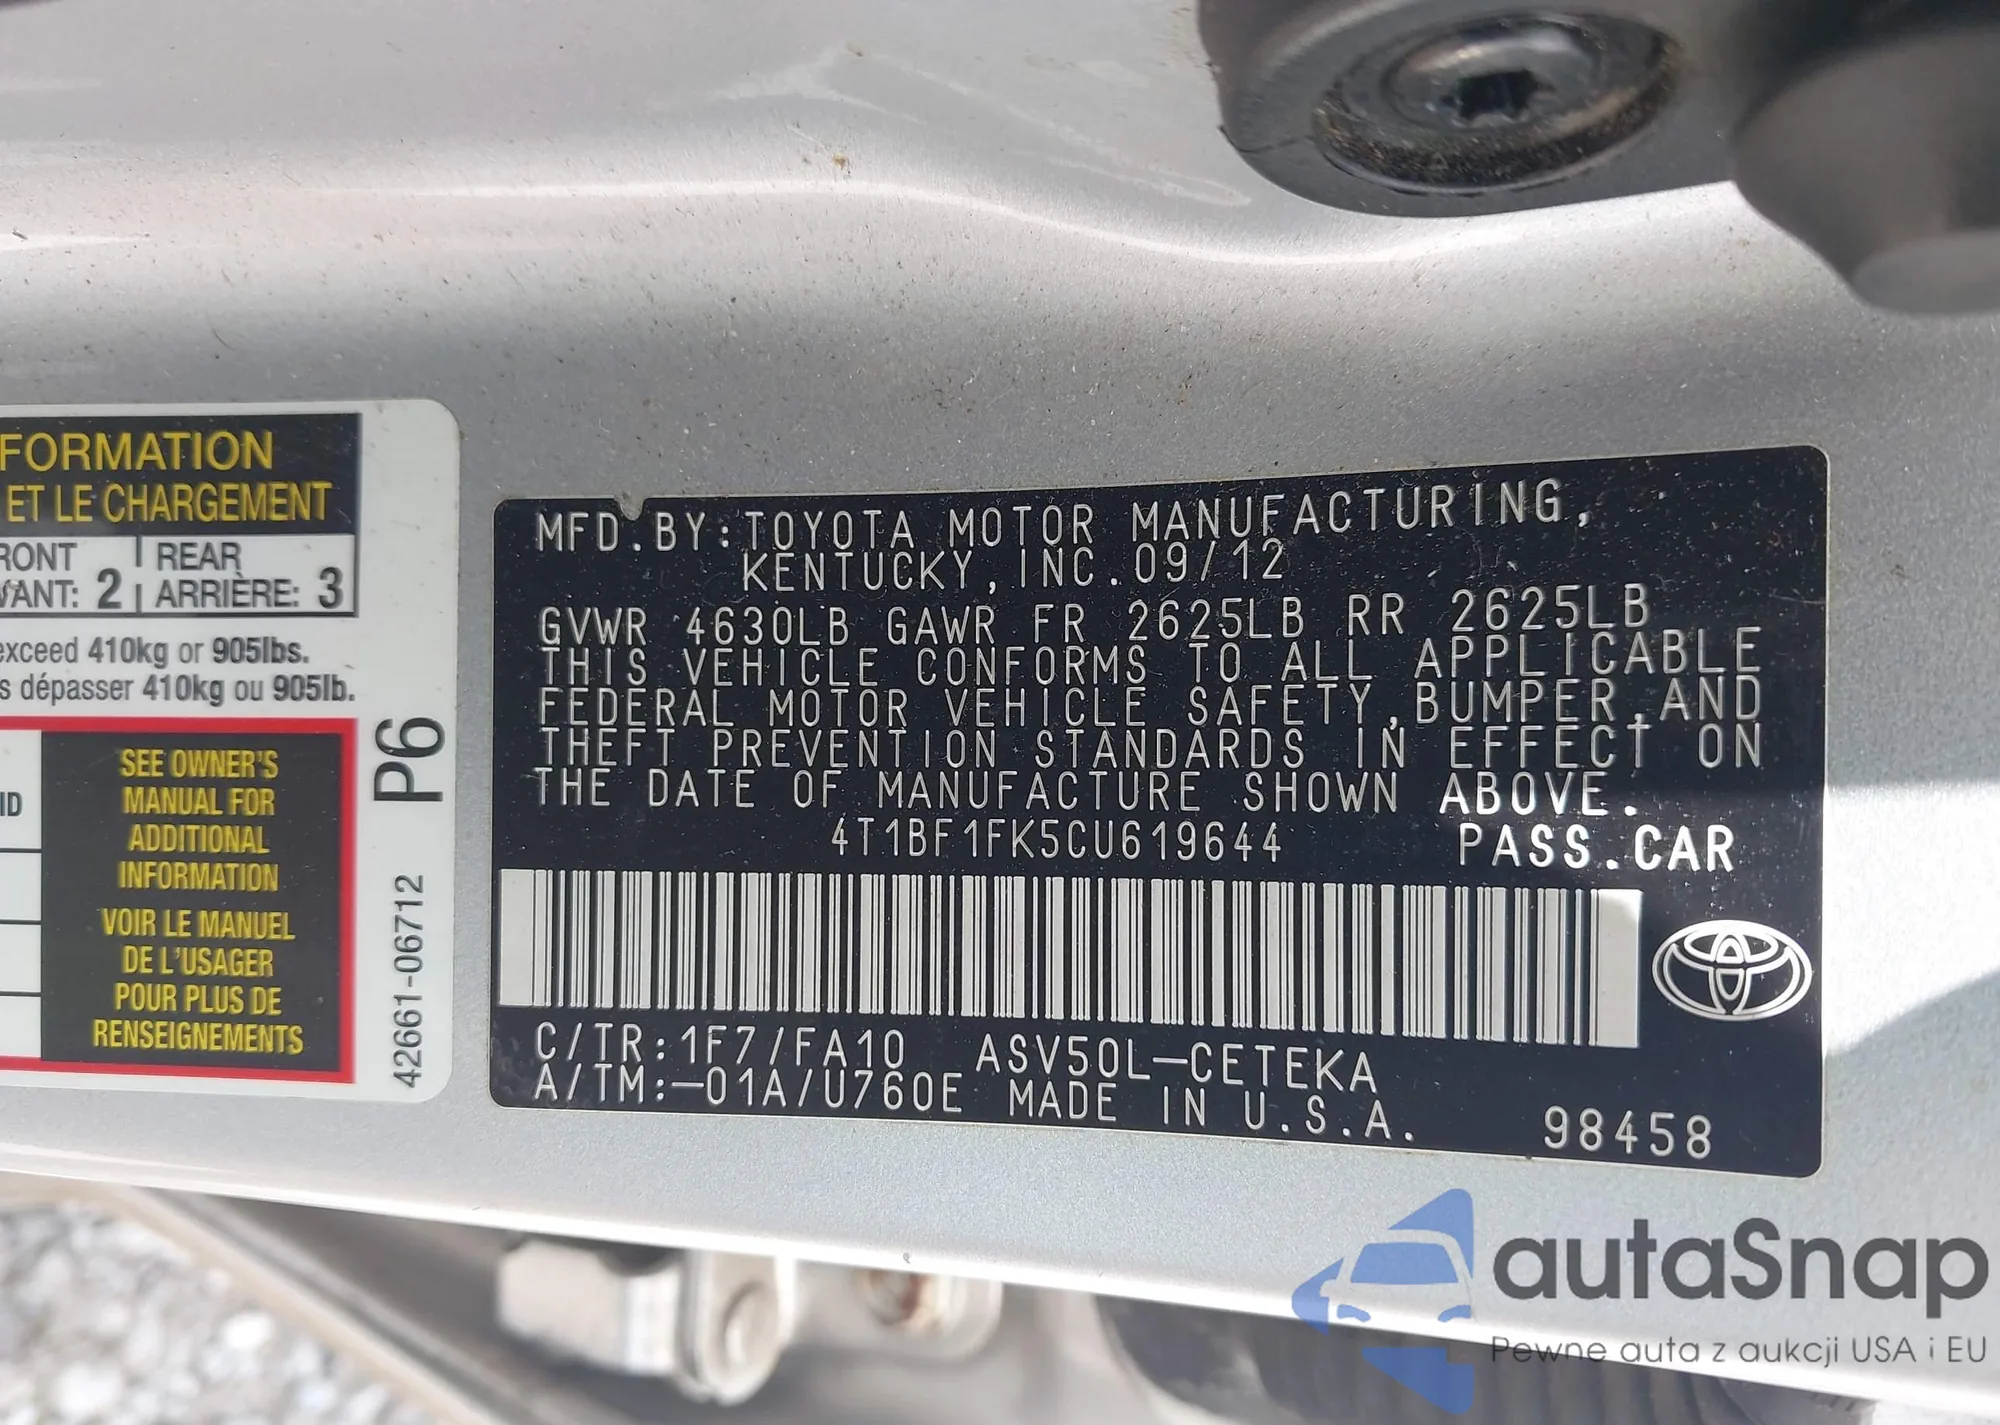 FORMATION
ET LE CHARGEMENT
RONT REAR
VANT: 2 ARRIÈRE: 3
exceed 410kg or 905lbs.
s dépasser 410kg ou 905lb.
ID
SEE OWNER'S
MANUAL FOR
ADDITIONAL
INFORMATION
VOIR LE MANUEL
DE L'USAGER
POUR PLUS DE
RENSEIGNEMENTS
P6
42661-06712
MFD.BY:TOYOTA MOTOR MANUFACTURING,
KENTUCKY,INC.09/12
GVWR 4630LB GAWR FR 2625LB RR 2625LB
THIS VEHICLE CONFORMS TO ALL APPLICABLE
FEDERAL MOTOR VEHICLE SAFETY,BUMPER,AND
THEFT PREVENTION STANDARDS IN EFFECT ON
THE DATE OF MANUFACTURE SHOWN ABOVE.
4T1BF1FK5CU619644 PASS.CAR
C/TR:1F7/FA10 ASV50L-CETEKA
A/TM:-01A/U760E MADE IN U.S.A.
98458
autaSnap
Pewne auta z aukcji USA i EU